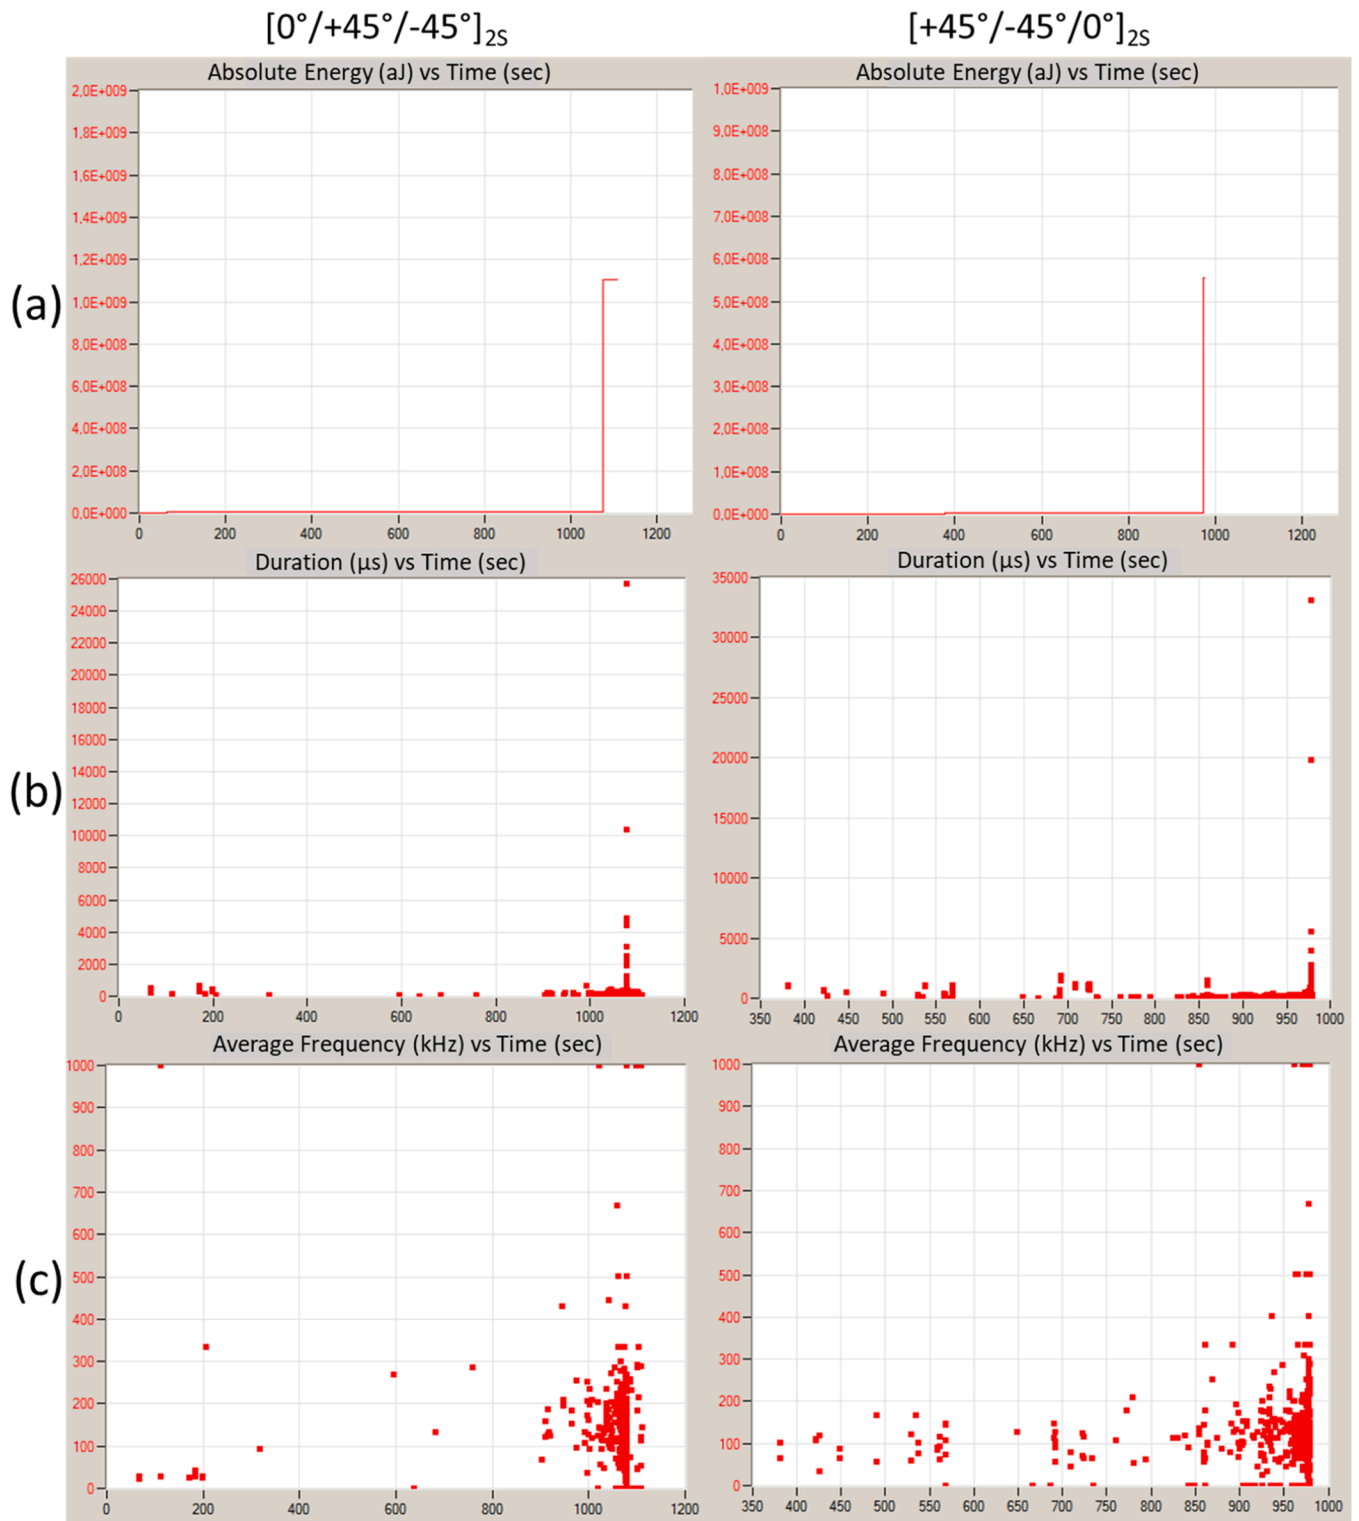 [0°/+45°/-45°]2S
[+45°/-45°/0°]2S
Absolute Energy (aJ) vs Time (sec)
Absolute Energy (aJ) vs Time (sec)
(a)
2,0E+009
1,8E+009
1,6E+009
1,4E+009
1,2E+009
1,0E+009
8,0E+008
6,0E+008
4,0E+008
2,0E+008
0,0E+000
0 200 400 600 800 1000 1200
1,0E+009
9,0E+008
8,0E+008
7,0E+008
6,0E+008
5,0E+008
4,0E+008
3,0E+008
2,0E+008
1,0E+008
0,0E+000
0 200 400 600 800 1000 1200
Duration (µs) vs Time (sec)
Duration (µs) vs Time (sec)
(b)
26000
24000
22000
20000
18000
16000
14000
12000
10000
8000
6000
4000
2000
0
0 200 400 600 800 1000 1200
35000
30000
25000
20000
15000
10000
5000
0
350 400 450 500 550 600 650 700 750 800 850 900 950 1000
Average Frequency (kHz) vs Time (sec)
Average Frequency (kHz) vs Time (sec)
(c)
1000
900
800
700
600
500
400
300
200
100
0
0 200 400 600 800 1000 1200
1000
900
800
700
600
500
400
300
200
100
0
350 400 450 500 550 600 650 700 750 800 850 900 950 1000